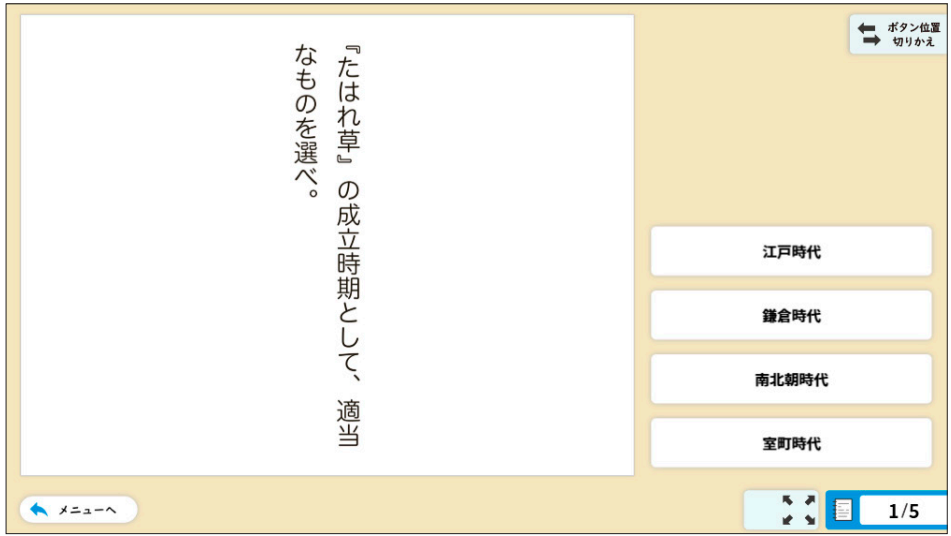 『たはれ草』の成立時期として、適当
なものを選べ。
ボタン位置
切りかえ
江戸時代
鎌倉時代
南北朝時代
室町時代
メニューへ
1/5